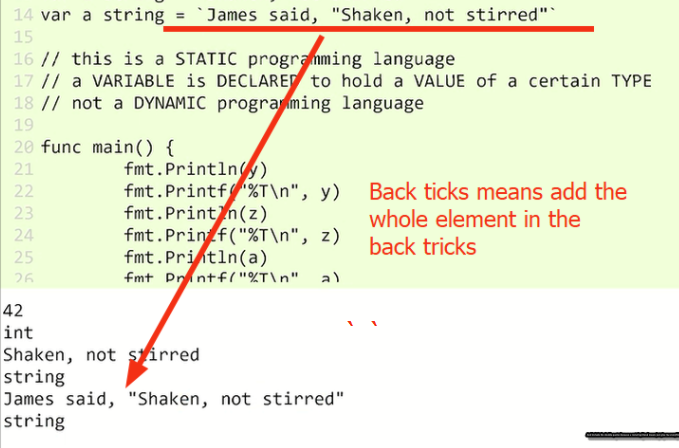 14 var a string = `James said, "Shaken, not stirred"`
15
16 // this is a STATIC programming language
17 // a VARIABLE is DECLARED to hold a VALUE of a certain TYPE
18 // not a DYNAMIC programming language
19
20 func main() {
21 fmt.Println(y)
22 fmt.Printf("%T\n", y)
23 fmt.Println(z)
24 fmt.Printf("%T\n", z)
25 fmt.Println(a)
26 fmt.Printf("%T\n", a)
Back ticks means add the
whole element in the
back tricks
` `
42
int
Shaken, not stirred
string
James said, "Shaken, not stirred"
string